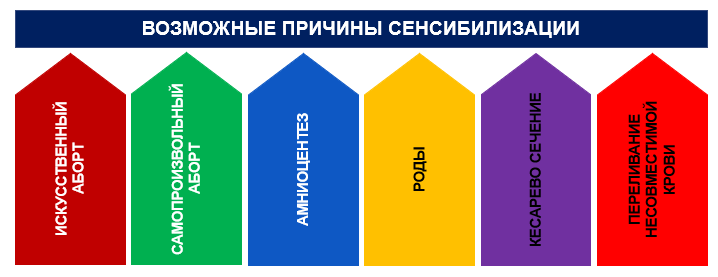 ВОЗМОЖНЫЕ ПРИЧИНЫ СЕНСИБИЛИЗАЦИИ
ИСКУССТВЕННЫЙ
АБОРТ
САМОПРОИЗВОЛЬНЫЙ
АБОРТ
АМНИОЦЕНТЕЗ
РОДЫ
КЕСАРЕВО СЕЧЕНИЕ
ПЕРЕЛИВАНИЕ
НЕСОВМЕСТИМОЙ
КРОВИ